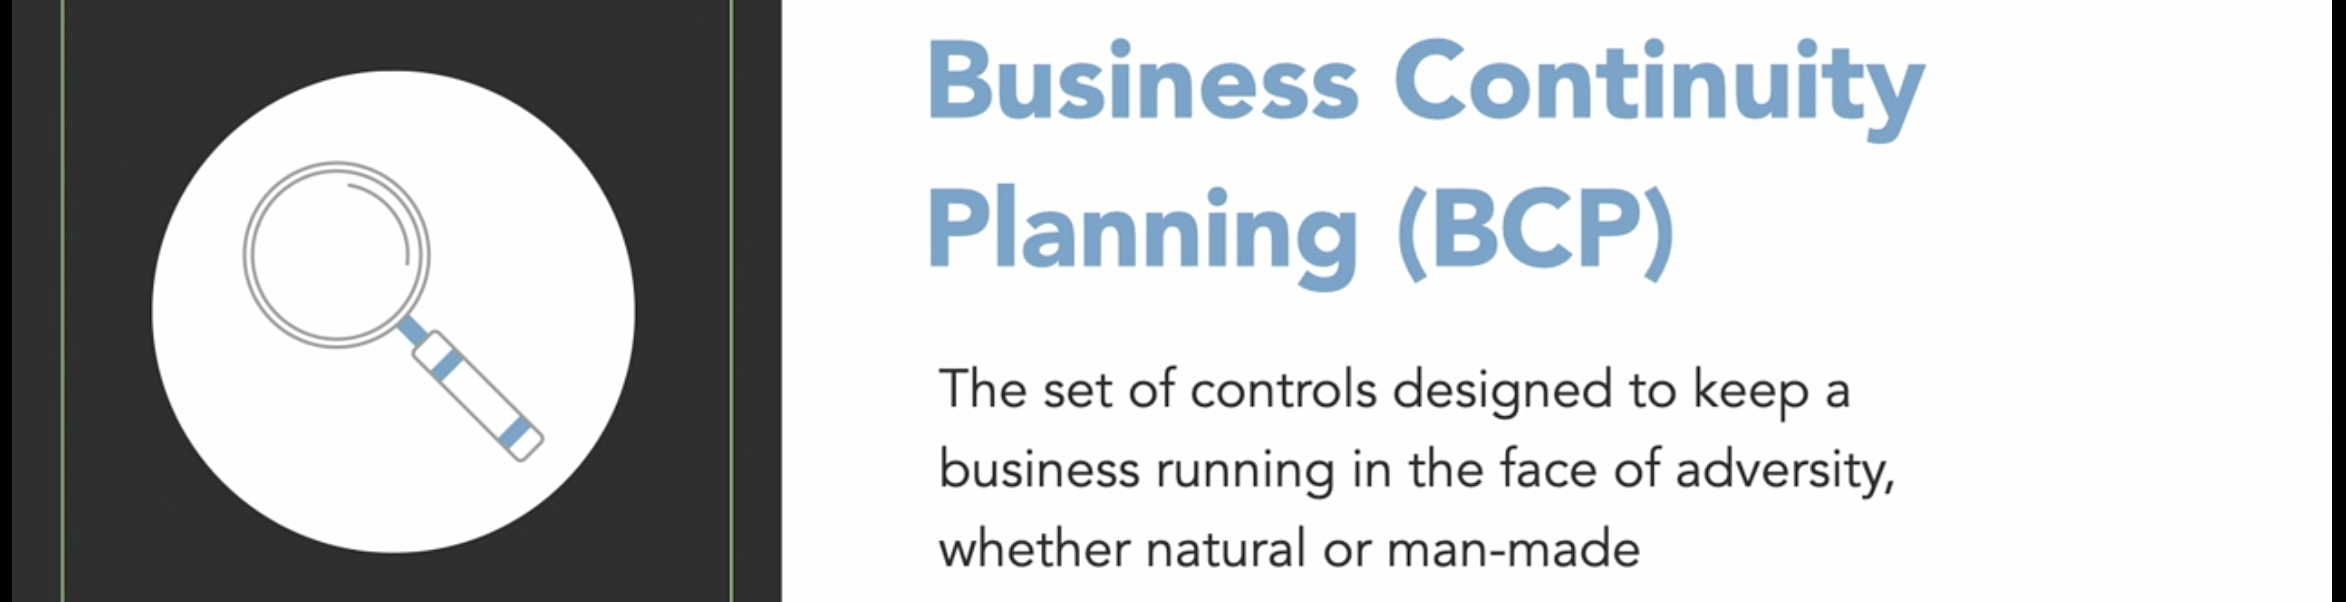 Business Continuity
Planning (BCP)
The set of controls designed to keep a
business running in the face of adversity,
whether natural or man-made